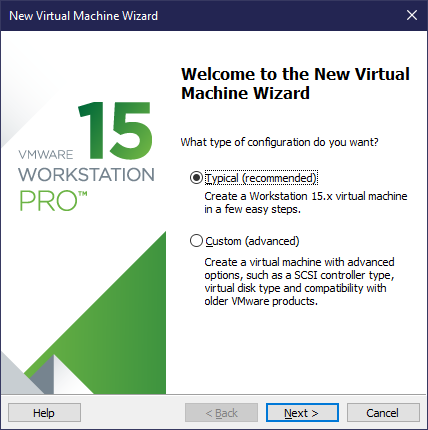 New Virtual Machine Wizard
VMWARE 15
WORKSTATION
PRO™
Welcome to the New Virtual
Machine Wizard
What type of configuration do you want?
Typical (recommended)
Create a Workstation 15.x virtual machine
in a few easy steps.
Custom (advanced)
Create a virtual machine with advanced
options, such as a SCSI controller type,
virtual disk type and compatibility with
older VMware products.
Help
< Back
Next >
Cancel